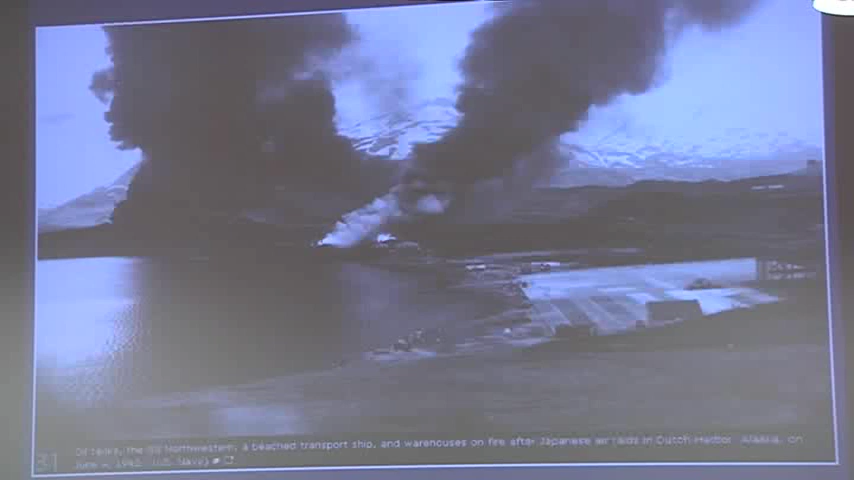 31
Oil tanks, the SS Northwestern, a beached transport ship, and warehouses on fire after Japanese air raids in Dutch Harbor, Alaska, on
June 4, 1942. (U.S. Navy) #